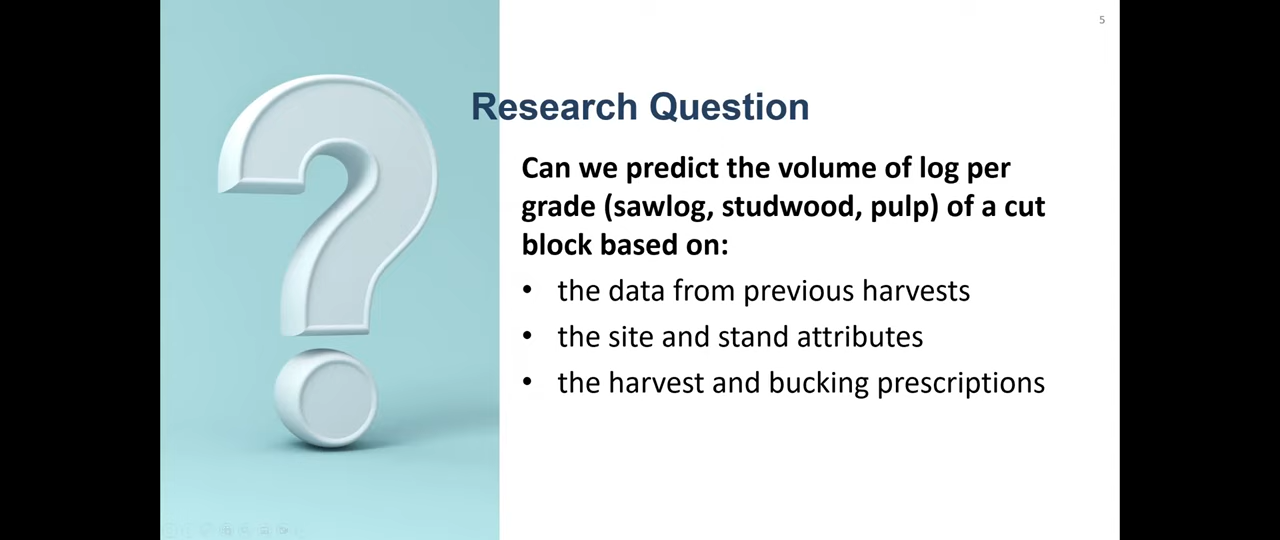 5
Research Question
Can we predict the volume of log per
grade (sawlog, studwood, pulp) of a cut
block based on:
• the data from previous harvests
• the site and stand attributes
• the harvest and bucking prescriptions